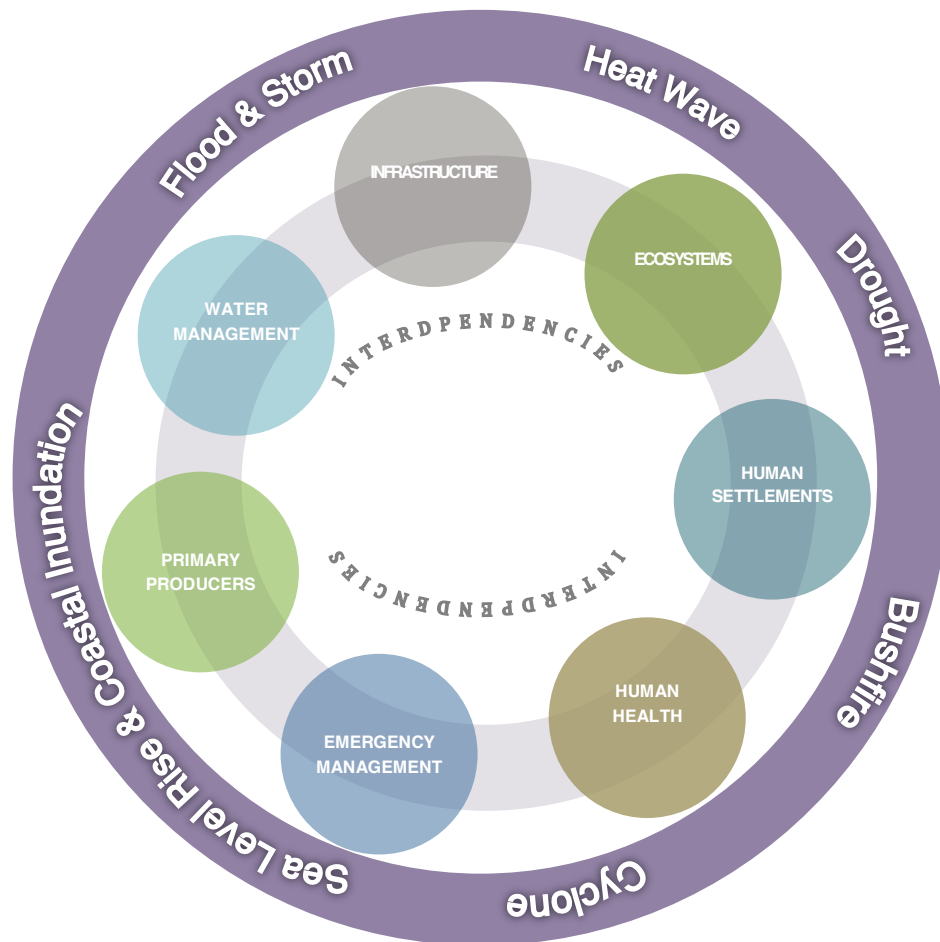 Flood & Storm
Heat Wave
Drought
Bushfire
Cyclone
Sea Level Rise & Coastal Inundation
INFRASTRUCTURE
ECOSYSTEMS
HUMAN
SETTLEMENTS
HUMAN
HEALTH
EMERGENCY
MANAGEMENT
PRIMARY
PRODUCERS
WATER
MANAGEMENT
INTERDPENDENCIES
INTERDPENDENCIES